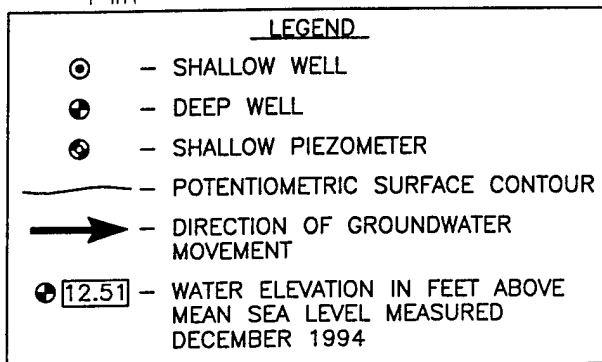 LEGEND
– SHALLOW WELL
– DEEP WELL
– SHALLOW PIEZOMETER
– POTENTIOMETRIC SURFACE CONTOUR
– DIRECTION OF GROUNDWATER
MOVEMENT
12.51 – WATER ELEVATION IN FEET ABOVE
MEAN SEA LEVEL MEASURED
DECEMBER 1994